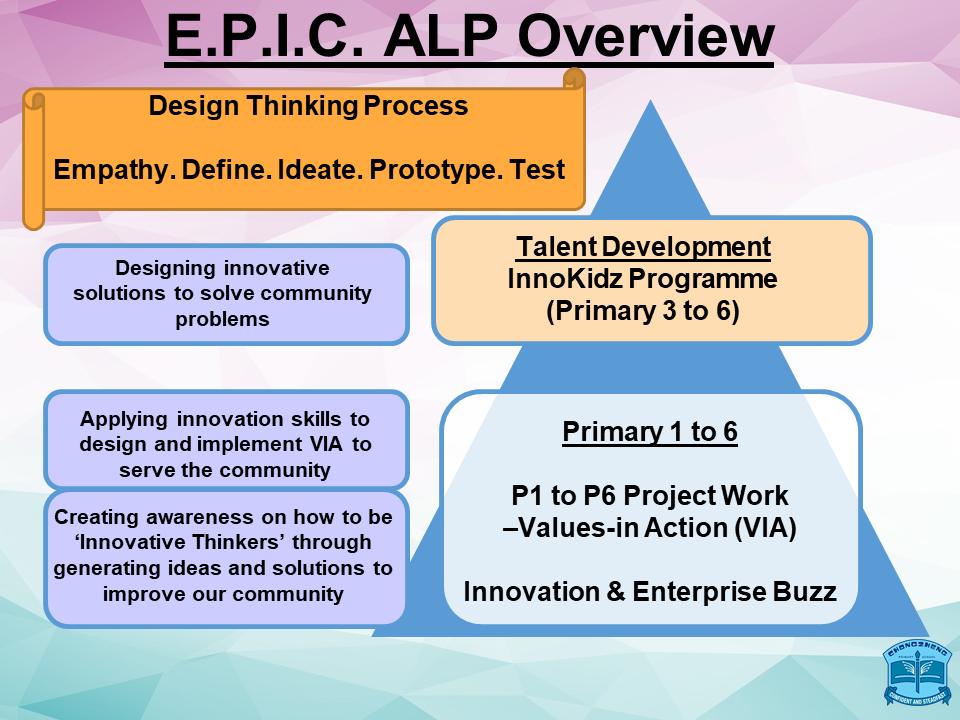 E.P.I.C. ALP Overview
Design Thinking Process
Empathy. Define. Ideate. Prototype. Test
Designing innovative
solutions to solve community
problems
Talent Development
InnoKidz Programme
(Primary 3 to 6)
Applying innovation skills to
design and implement VIA to
serve the community
Creating awareness on how to be
‘Innovative Thinkers’ through
generating ideas and solutions to
improve our community
Primary 1 to 6
P1 to P6 Project Work
–Values-in Action (VIA)
Innovation & Enterprise Buzz
CHONGZHENG
PRIMARY SCHOOL
CONFIDENT AND STEADFAST